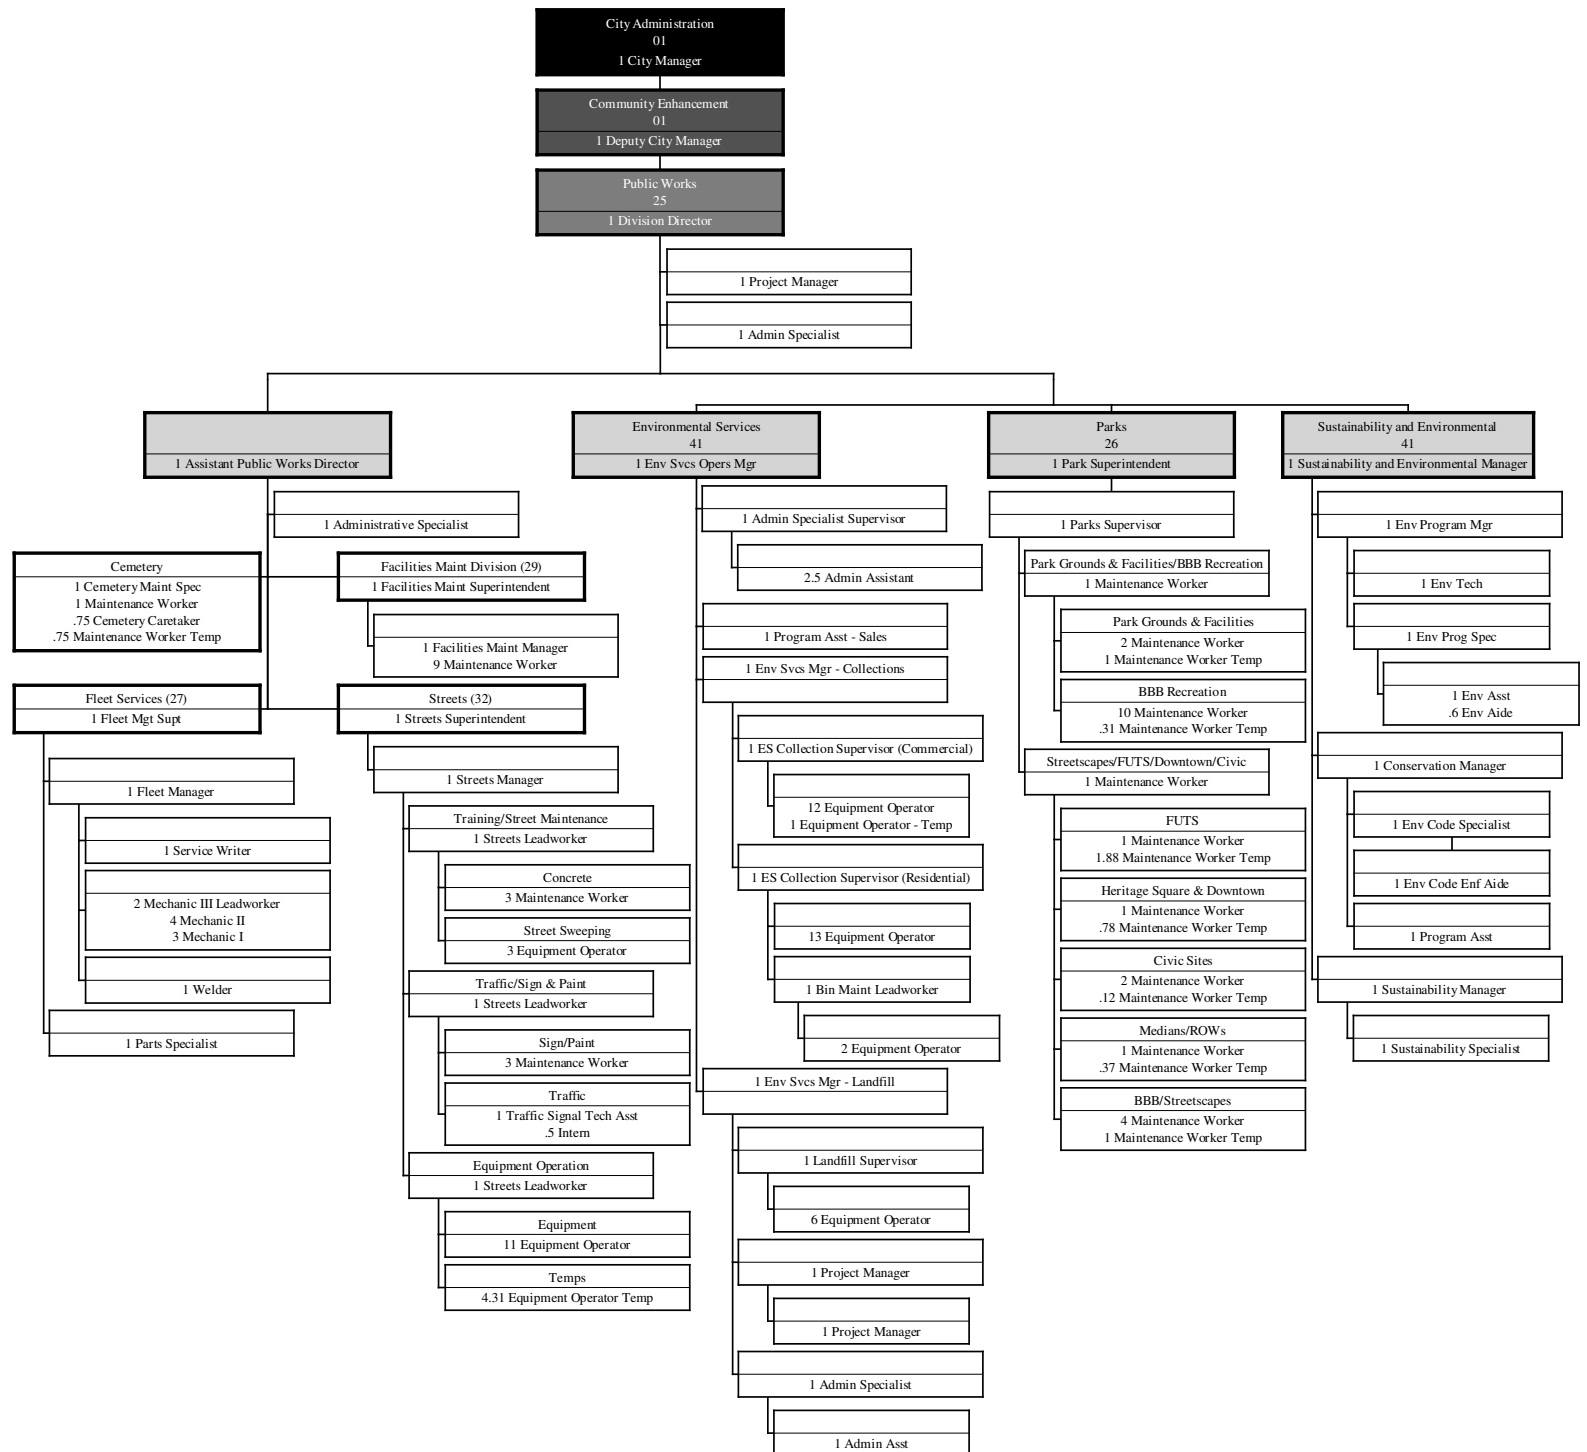 City Administration
01
1 City Manager
Community Enhancement
01
1 Deputy City Manager
Public Works
25
1 Division Director
1 Project Manager
1 Admin Specialist
1 Assistant Public Works Director
1 Administrative Specialist
Cemetery
1 Cemetery Maint Spec
1 Maintenance Worker
.75 Cemetery Caretaker
.75 Maintenance Worker Temp
Facilities Maint Division (29)
1 Facilities Maint Superintendent
1 Facilities Maint Manager
9 Maintenance Worker
Fleet Services (27)
1 Fleet Mgt Supt
1 Fleet Manager
1 Service Writer
2 Mechanic III Leadworker
4 Mechanic II
3 Mechanic I
1 Welder
1 Parts Specialist
Streets (32)
1 Streets Superintendent
1 Streets Manager
Training/Street Maintenance
1 Streets Leadworker
Concrete
3 Maintenance Worker
Street Sweeping
3 Equipment Operator
Traffic/Sign & Paint
1 Streets Leadworker
Sign/Paint
3 Maintenance Worker
Traffic
1 Traffic Signal Tech Asst
.5 Intern
Equipment Operation
1 Streets Leadworker
Equipment
11 Equipment Operator
Temps
4.31 Equipment Operator Temp
Environmental Services
41
1 Env Svcs Opers Mgr
1 Admin Specialist Supervisor
2.5 Admin Assistant
1 Program Asst - Sales
1 Env Svcs Mgr - Collections
1 ES Collection Supervisor (Commercial)
12 Equipment Operator
1 Equipment Operator - Temp
1 ES Collection Supervisor (Residential)
13 Equipment Operator
1 Bin Maint Leadworker
2 Equipment Operator
1 Env Svcs Mgr - Landfill
1 Landfill Supervisor
6 Equipment Operator
1 Project Manager
1 Project Manager
1 Admin Specialist
1 Admin Asst
Parks
26
1 Park Superintendent
1 Parks Supervisor
Park Grounds & Facilities/BBB Recreation
1 Maintenance Worker
Park Grounds & Facilities
2 Maintenance Worker
1 Maintenance Worker Temp
BBB Recreation
10 Maintenance Worker
.31 Maintenance Worker Temp
Streetscapes/FUTS/Downtown/Civic
1 Maintenance Worker
FUTS
1 Maintenance Worker
1.88 Maintenance Worker Temp
Heritage Square & Downtown
1 Maintenance Worker
.78 Maintenance Worker Temp
Civic Sites
2 Maintenance Worker
.12 Maintenance Worker Temp
Medians/ROWs
1 Maintenance Worker
.37 Maintenance Worker Temp
BBB/Streetscapes
4 Maintenance Worker
1 Maintenance Worker Temp
Sustainability and Environmental
41
1 Sustainability and Environmental Manager
1 Env Program Mgr
1 Env Tech
1 Env Prog Spec
1 Env Asst
.6 Env Aide
1 Conservation Manager
1 Env Code Specialist
1 Env Code Enf Aide
1 Program Asst
1 Sustainability Manager
1 Sustainability Specialist